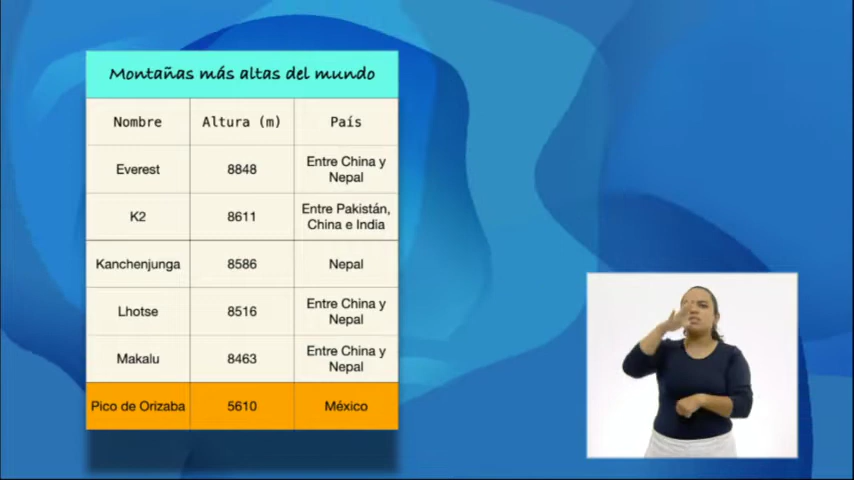 Montañas más altas del mundo
Nombre Altura (m) País
Everest 8848 Entre China y
Nepal
K2 8611 Entre Pakistán,
China e India
Kanchenjunga 8586 Nepal
Lhotse 8516 Entre China y
Nepal
Makalu 8463 Entre China y
Nepal
Pico de Orizaba 5610 México